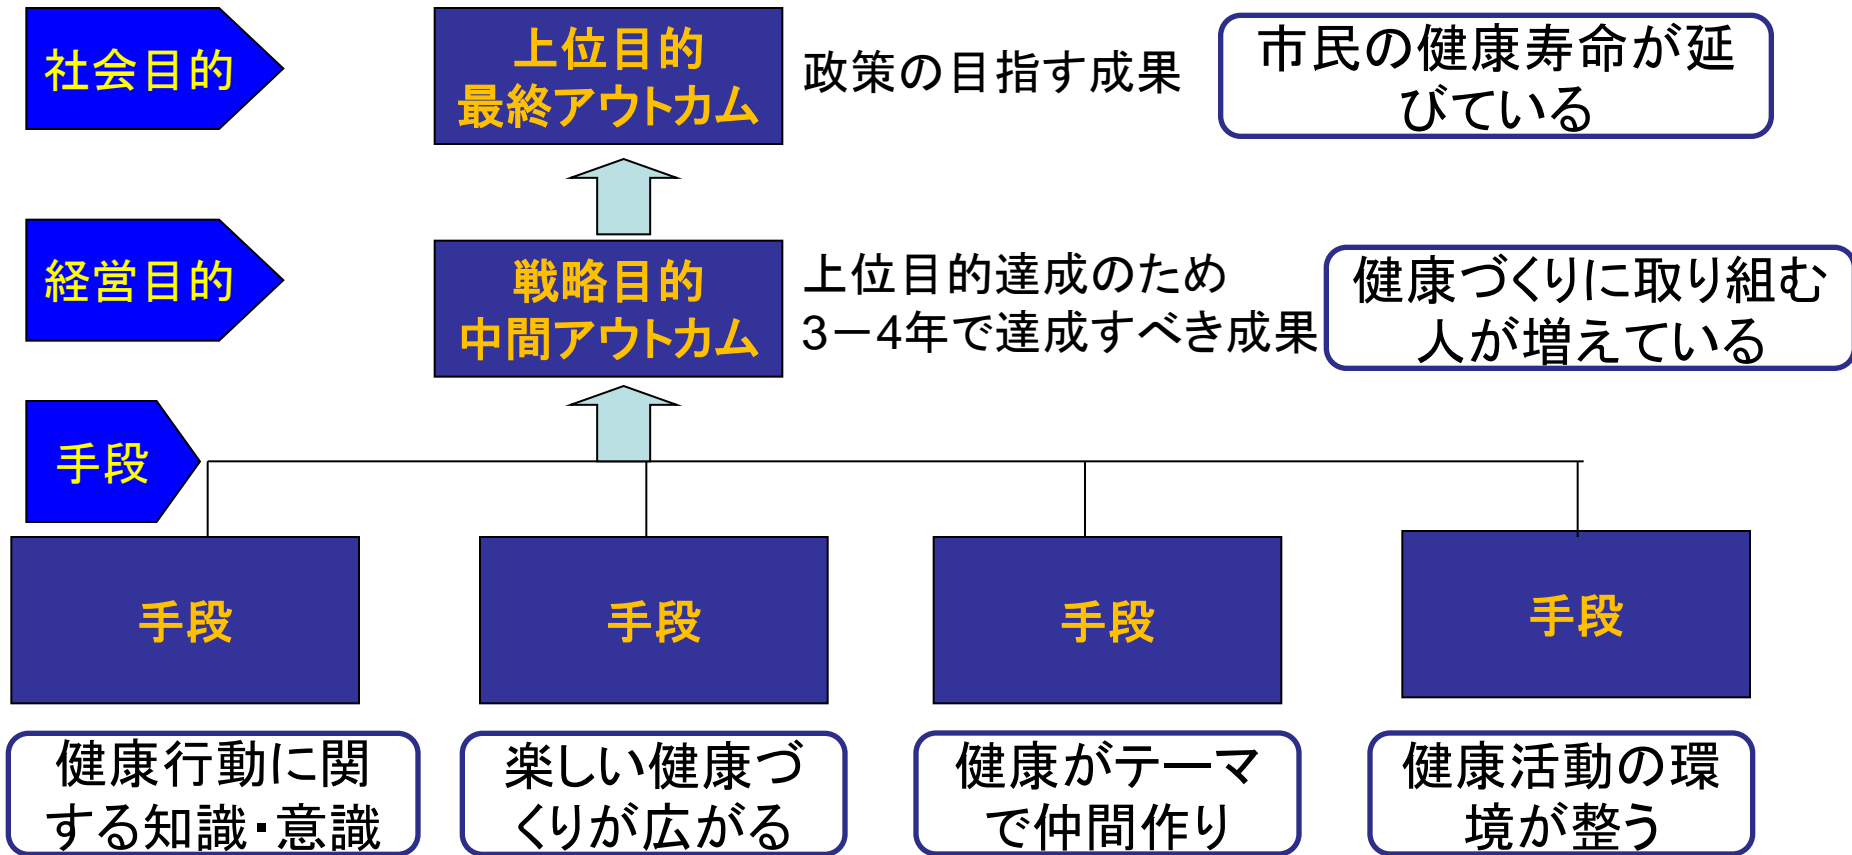 社会目的
上位目的
最終アウトカム
政策の目指す成果
市民の健康寿命が延
びている
経営目的
戦略目的
中間アウトカム
上位目的達成のため
3－4年で達成すべき成果
健康づくりに取り組む
人が増えている
手段
手段
手段
手段
手段
健康行動に関
する知識・意識
楽しい健康づ
くりが広がる
健康がテーマ
で仲間作り
健康活動の環
境が整う